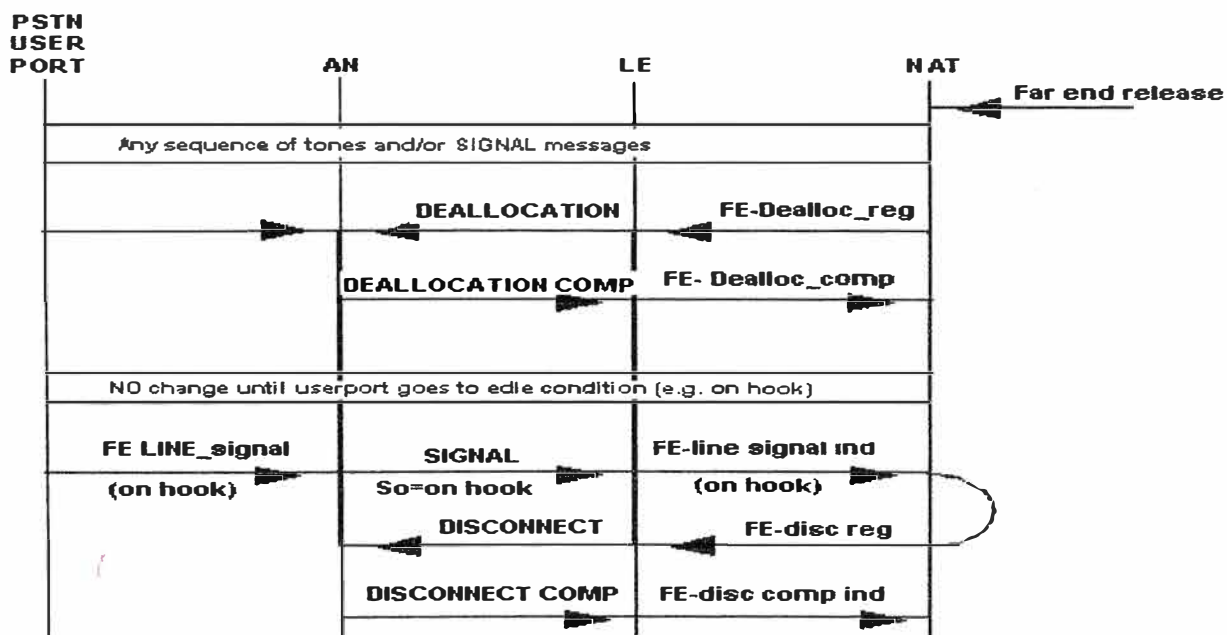 PSTN
USER
PORT
AN
LE
NAT
Far end release
Any sequence of tones and/or SIGNAL messages
DEALLOCATION
FE-Dealloc_reg
DEALLOCATION COMP
FE- Dealloc_comp
NO change until userport goes to edle condition (e.g. on hook)
FE LINE_signal
SIGNAL
FE-line signal ind
(on hook)
So=on hook
(on hook)
DISCONNECT
FE-disc reg
DISCONNECT COMP
FE-disc comp ind